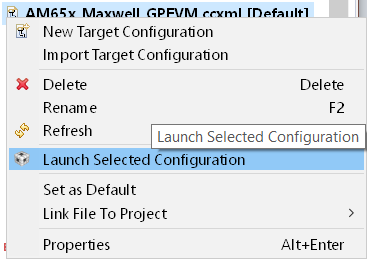 AM65x_Maxwell_GPEVM.ccxml [Default]
New Target Configuration
Import Target Configuration
Delete Delete
Rename F2
Refresh
Launch Selected Configuration
Launch Selected Configuration
Set as Default
Link File To Project
Properties Alt+Enter